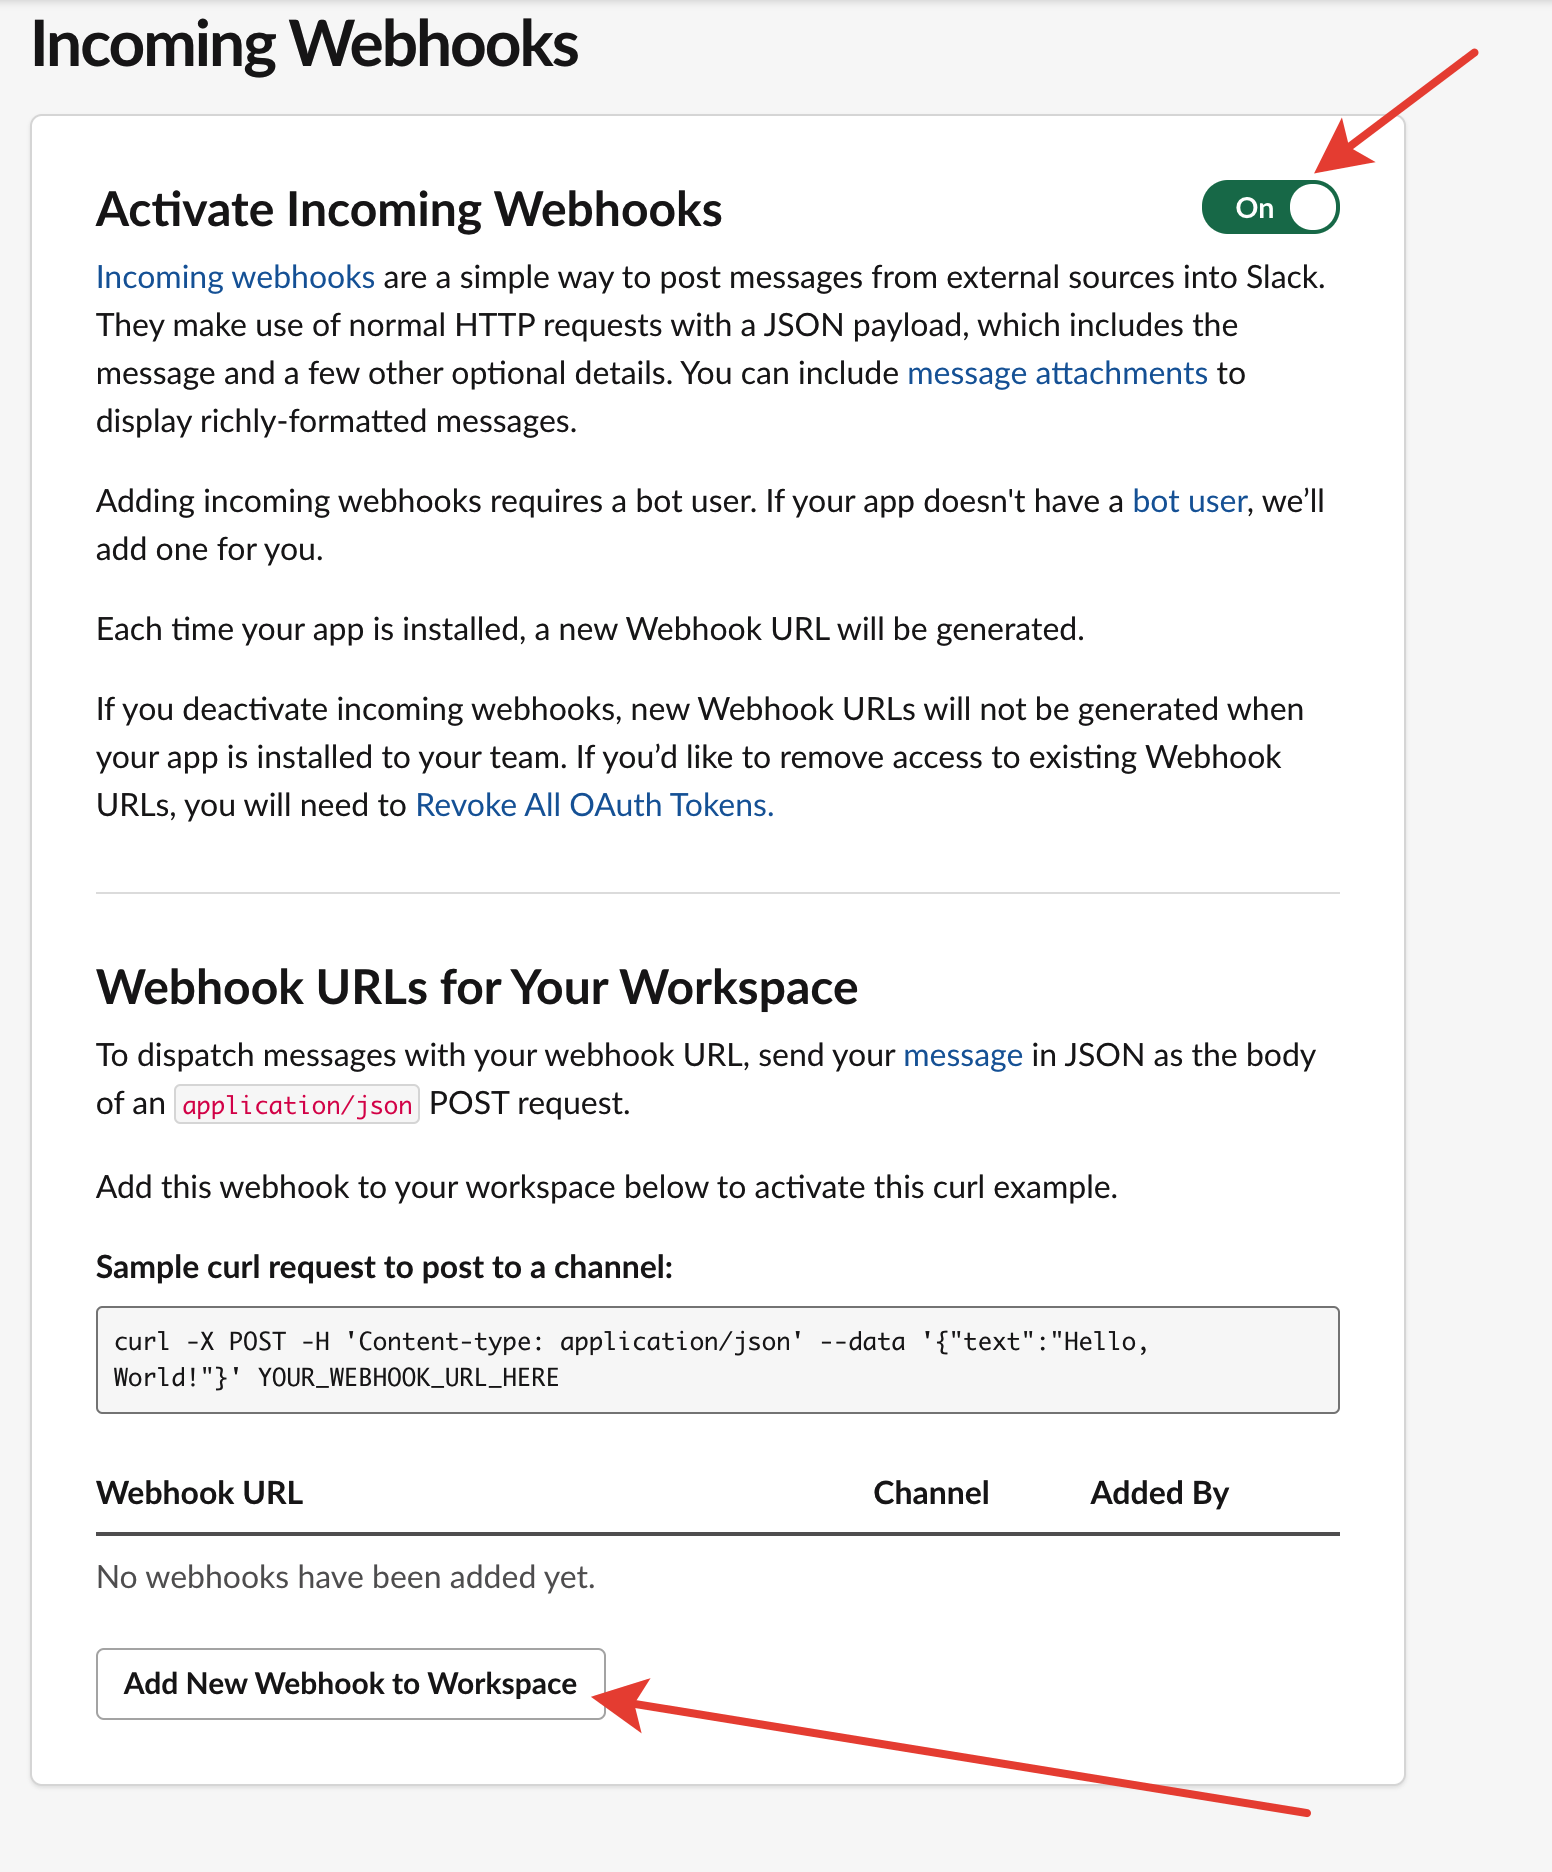 Incoming Webhooks
Activate Incoming Webhooks
On
Incoming webhooks are a simple way to post messages from external sources into Slack.
They make use of normal HTTP requests with a JSON payload, which includes the
message and a few other optional details. You can include message attachments to
display richly-formatted messages.
Adding incoming webhooks requires a bot user. If your app doesn't have a bot user, we’ll
add one for you.
Each time your app is installed, a new Webhook URL will be generated.
If you deactivate incoming webhooks, new Webhook URLs will not be generated when
your app is installed to your team. If you’d like to remove access to existing Webhook
URLs, you will need to Revoke All OAuth Tokens.
Webhook URLs for Your Workspace
To dispatch messages with your webhook URL, send your message in JSON as the body
of an application/json POST request.
Add this webhook to your workspace below to activate this curl example.
Sample curl request to post to a channel:
curl -X POST -H 'Content-type: application/json' --data '{"text":"Hello,
World!"}' YOUR_WEBHOOK_URL_HERE
Webhook URL Channel Added By
No webhooks have been added yet.
Add New Webhook to Workspace